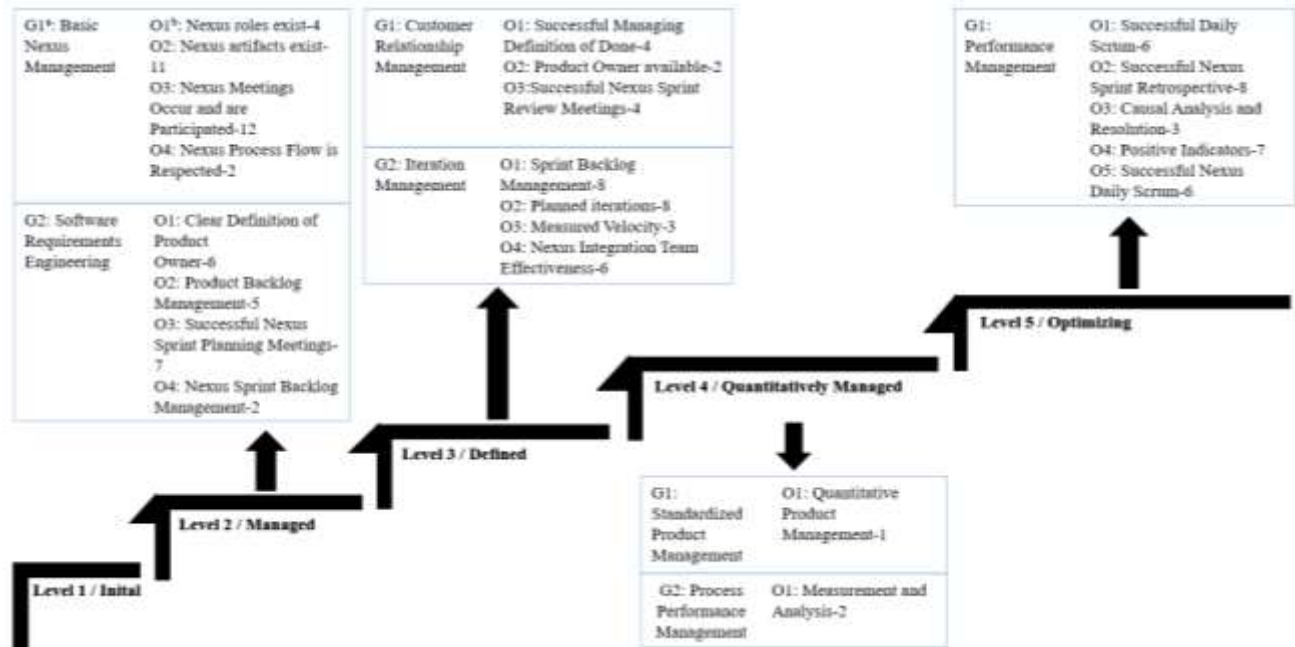 G1ᵃ: Basic
Nexus
Management
O1ᵇ: Nexus roles exist-4
O2: Nexus artifacts exist-
11
O3: Nexus Meetings
Occur and are
Participated-12
O4: Nexus Process Flow is
Respected-2
G2: Software
Requirements
Engineering
O1: Clear Definition of
Product
Owner-6
O2: Product Backlog
Management-5
O3: Successful Nexus
Sprint Planning Meetings-
7
O4: Nexus Sprint Backlog
Management-2
G1: Customer
Relationship
Management
O1: Successful Managing
Definition of Done-4
O2: Product Owner available-2
O3:Successful Nexus Sprint
Review Meetings-4
G2: Iteration
Management
O1: Sprint Backlog
Management-8
O2: Planned iterations-8
O3: Measured Velocity-3
O4: Nexus Integration Team
Effectiveness-6
G1:
Performance
Management
O1: Successful Daily
Scrum-6
O2: Successful Nexus
Sprint Retrospective-8
O3: Causal Analysis and
Resolution-3
O4: Positive Indicators-7
O5: Successful Nexus
Daily Scrum-6
Level 5 / Optimizing
Level 4 / Quantitatively Managed
Level 3 / Defined
Level 2 / Managed
Level 1 / Inital
G1:
Standardized
Product
Management
O1: Quantitative
Product
Management-1
G2: Process
Performance
Management
O1: Measurement and
Analysis-2